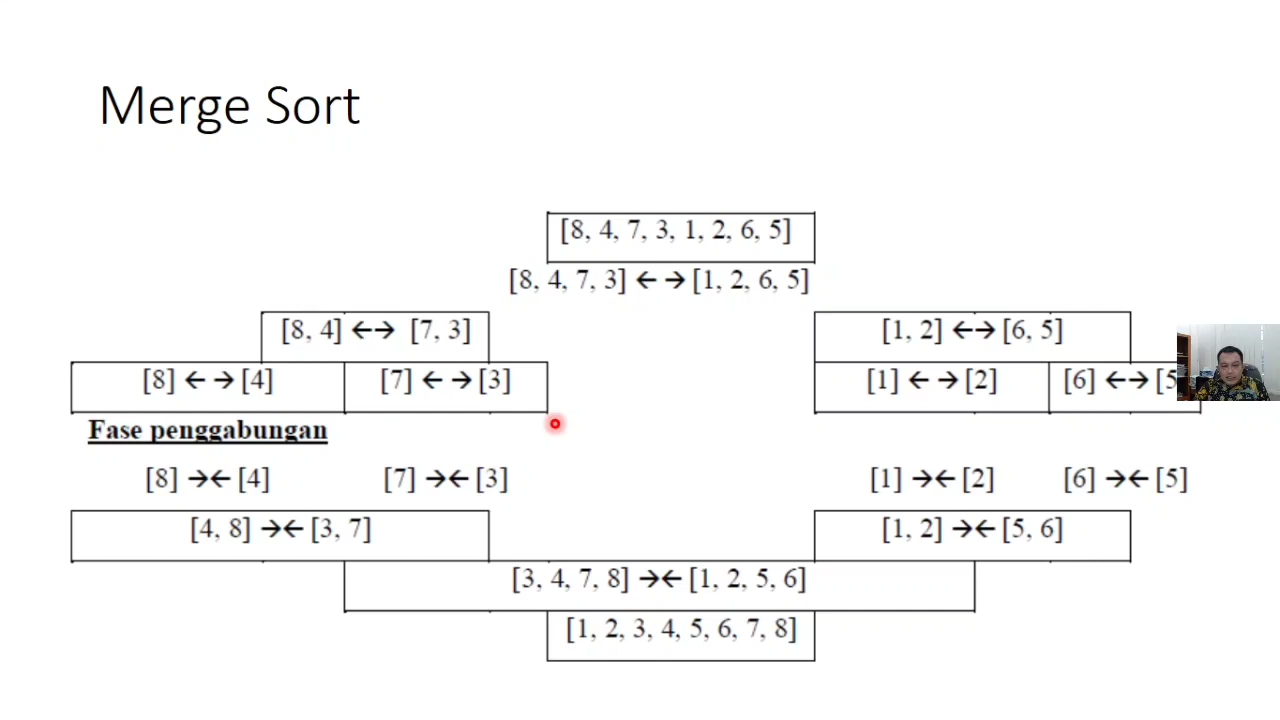 Merge Sort
[8, 4, 7, 3, 1, 2, 6, 5]
[8, 4, 7, 3] ← → [1, 2, 6, 5]
[8, 4] ←→ [7, 3] [1, 2] ←→ [6, 5]
[8] ← → [4] [7] ← → [3] [1] ← → [2] [6] ←→ [5
Fase penggabungan
[8] →← [4] [7] →← [3] [1] →← [2] [6] →← [5]
[4, 8] →← [3, 7] [1, 2] →← [5, 6]
[3, 4, 7, 8] →← [1, 2, 5, 6]
[1, 2, 3, 4, 5, 6, 7, 8]